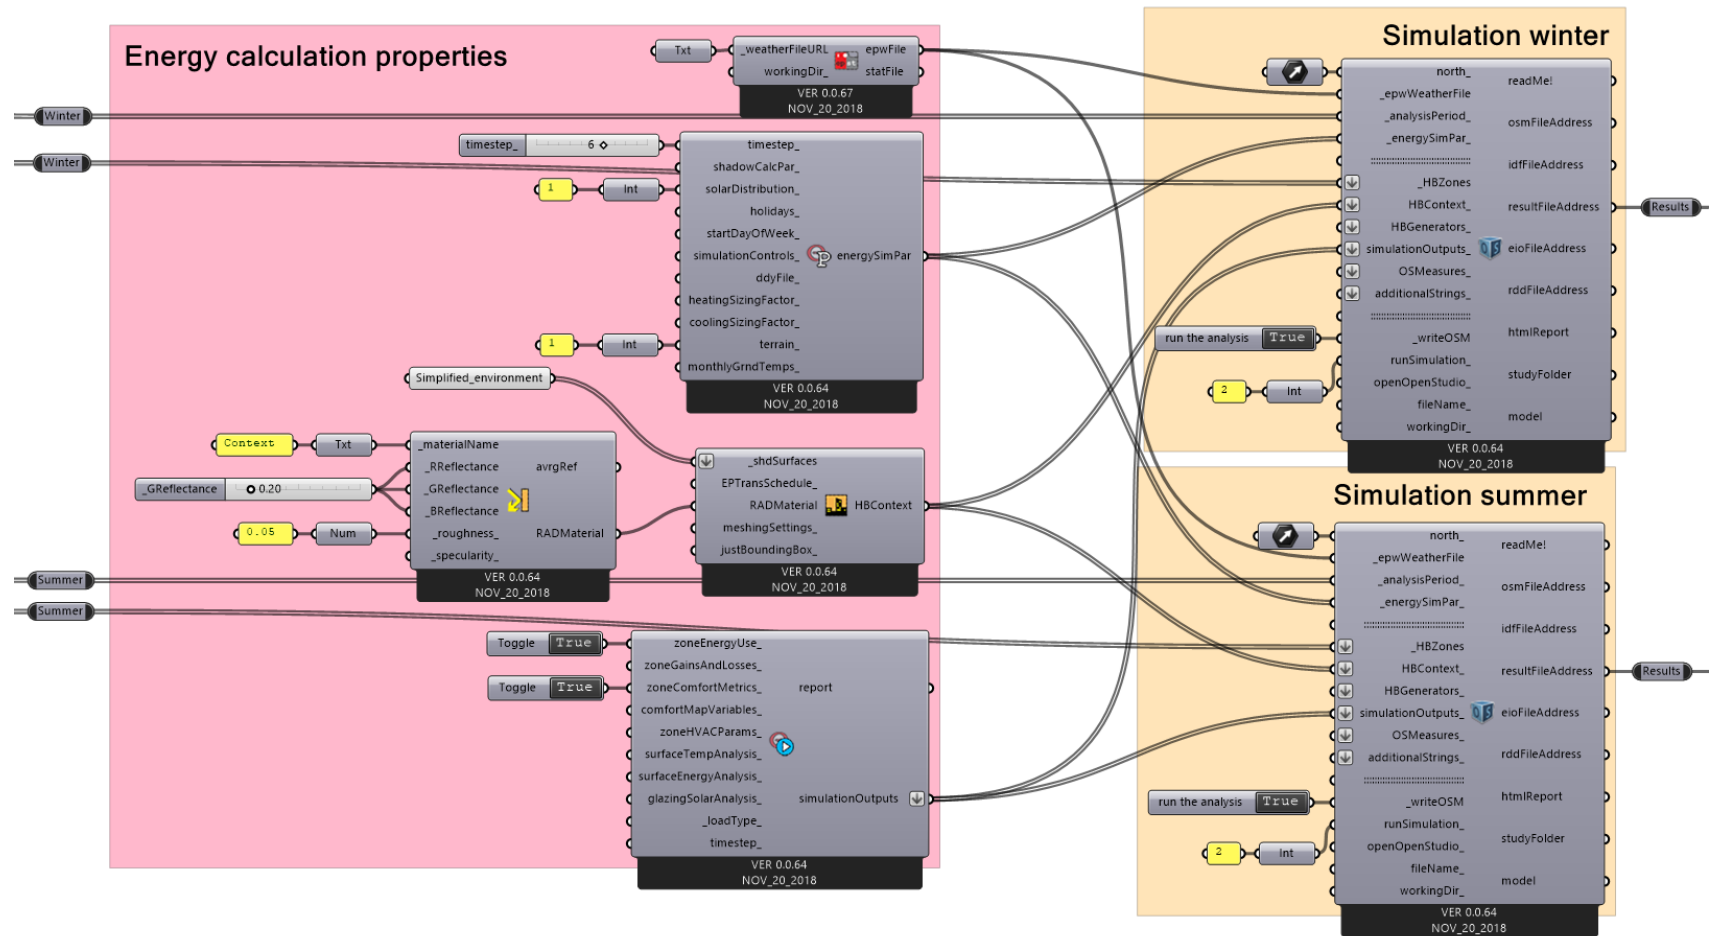 Energy calculation properties
Txt
_weatherFileURL
workingDir_
epwFile
statFile
VER 0.0.67
NOV_20_2018
Winter
Winter
timestep_
6
timestep_
shadowCalcPar_
solarDistribution_
holidays_
startDayOfWeek_
simulationControls_
ddyFile_
heatingSizingFactor_
coolingSizingFactor_
terrain_
monthlyGrndTemps_
energySimPar
VER 0.0.64
NOV_20_2018
1
Int
1
Int
Simplified_environment
Context
Txt
_GReflectance
0.20
0.05
Num
_materialName
_RReflectance
_GReflectance
_BReflectance
_roughness_
_specularity_
avrgRef
RADMaterial
VER 0.0.64
NOV_20_2018
_shdSurfaces
EPTransSchedule_
RADMaterial
meshingSettings_
justBoundingBox_
HBContext
VER 0.0.64
NOV_20_2018
Summer
Summer
Toggle True
Toggle True
zoneEnergyUse_
zoneGainsAndLosses_
zoneComfortMetrics_
comfortMapVariables_
zoneHVACParams_
surfaceTempAnalysis_
surfaceEnergyAnalysis_
glazingSolarAnalysis_
_loadType_
timestep_
report
simulationOutputs
VER 0.0.64
NOV_20_2018
Simulation winter
north_
_epwWeatherFile
_analysisPeriod_
_energySimPar_
_HBZones
HBContext_
HBGenerators_
simulationOutputs_
OSMeasures_
additionalStrings_
_writeOSM
runSimulation_
openOpenStudio_
fileName_
workingDir_
readMe!
osmFileAddress
idfFileAddress
resultFileAddress
eioFileAddress
rddFileAddress
htmlReport
studyFolder
model
VER 0.0.64
NOV_20_2018
run the analysis True
2
Int
Results
Simulation summer
north_
_epwWeatherFile
_analysisPeriod_
_energySimPar_
_HBZones
HBContext_
HBGenerators_
simulationOutputs_
OSMeasures_
additionalStrings_
_writeOSM
runSimulation_
openOpenStudio_
fileName_
workingDir_
readMe!
osmFileAddress
idfFileAddress
resultFileAddress
eioFileAddress
rddFileAddress
htmlReport
studyFolder
model
VER 0.0.64
NOV_20_2018
run the analysis True
2
Int
Results